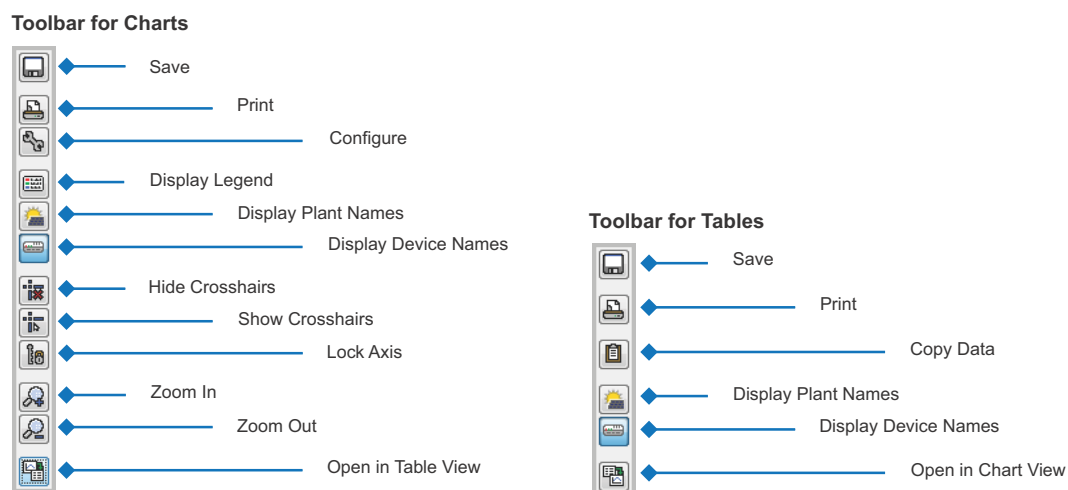 Toolbar for Charts
Save
Print
Configure
Display Legend
Display Plant Names
Display Device Names
Hide Crosshairs
Show Crosshairs
Lock Axis
Zoom In
Zoom Out
Open in Table View
Toolbar for Tables
Save
Print
Copy Data
Display Plant Names
Display Device Names
Open in Chart View